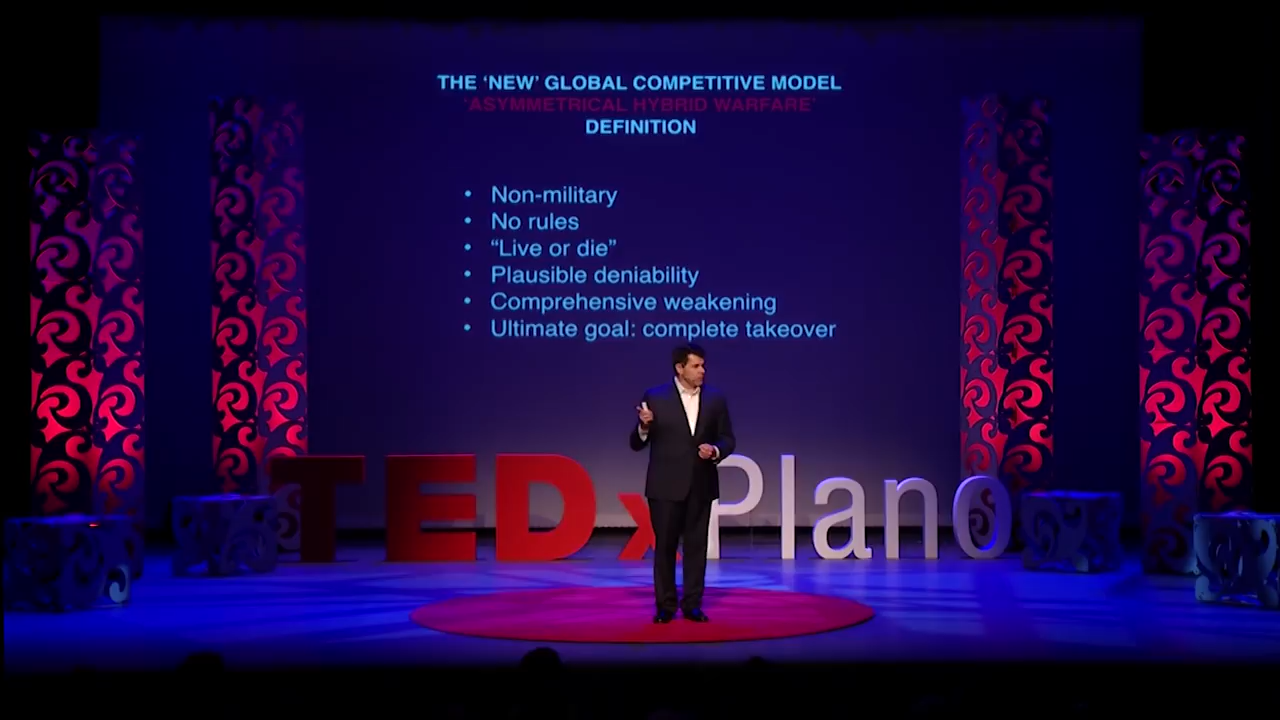 THE ‘NEW’ GLOBAL COMPETITIVE MODEL
‘ASYMMETRICAL HYBRID WARFARE’
DEFINITION
• Non-military
• No rules
• “Live or die”
• Plausible deniability
• Comprehensive weakening
• Ultimate goal: complete takeover
TEDxPlano